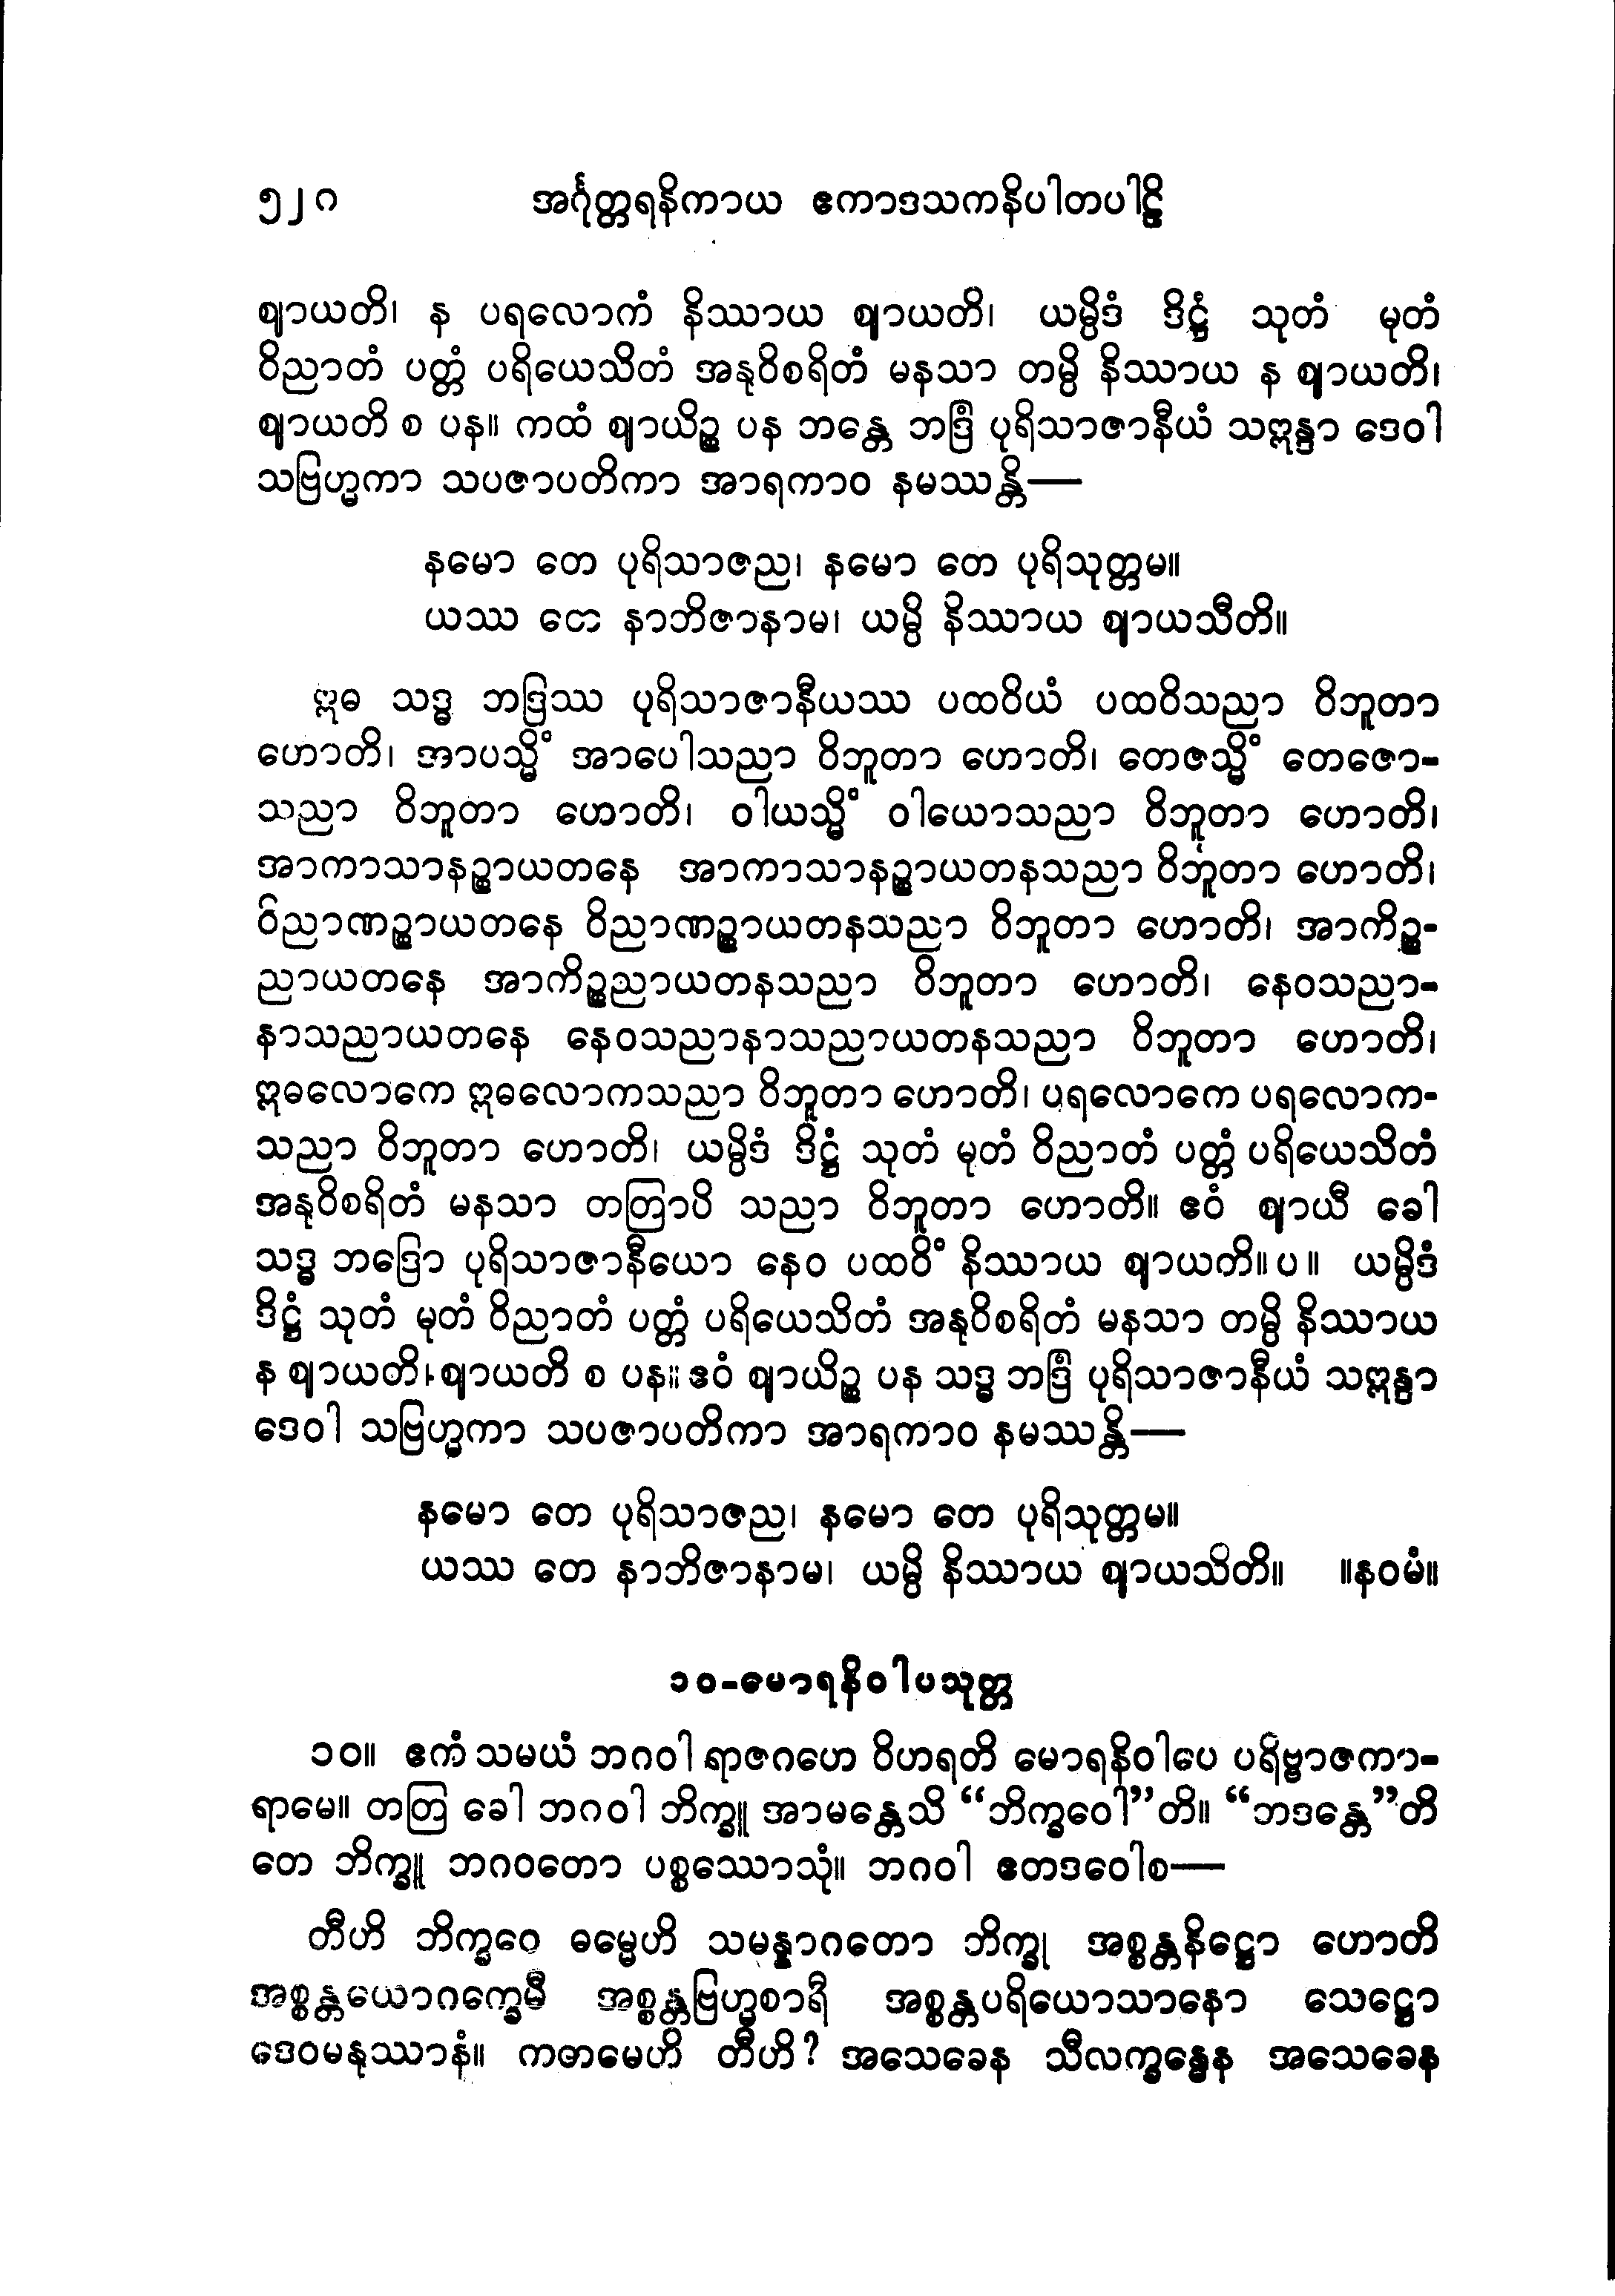 ၅၂၈ အင်္ဂုတ္တရနိကာယ ဧကာဒသကနိပါတပါဠိ
ဈာယတိ၊ န ပရလောကံ နိဿာယ ဈာယတိ၊ ယမ္ပိဒံ ဒိဋ္ဌံ သုတံ မုတံ
ဝိညာတံ ပတ္တံ ပရိယေသိတံ အနုဝိစရိတံ မနသာ တမ္ပိ နိဿာယ န ဈာယတိ၊
ဈာယတိ စ ပန။ ကထံ ဈာယိဉ္စ ပန ဘန္တေ ဘဒြံ ပုရိသာဇာနီယံ သဣန္ဒာ ဒေဝါ
သဗြဟ္မကာ သပဇာပတိကာ အာရကာဝ နမဿန္တိ—
နမော တေ ပုရိသာဇည၊ နမော တေ ပုရိသုတ္တမ။
ယဿ တေ နာဘိဇာနာမ၊ ယမ္ပိ နိဿာယ ဈာယသီတိ။
ဣဓ သဒ္ဓ ဘဒြဿ ပုရိသာဇာနီယဿ ပထဝိယံ ပထဝိသညာ ဝိဘူတာ
ဟောတိ၊ အာပသ္မိံ အာပေါသညာ ဝိဘူတာ ဟောတိ၊ တေဇသ္မိံ တေဇော-
သညာ ဝိဘူတာ ဟောတိ၊ ဝါယသ္မိံ ဝါယောသညာ ဝိဘူတာ ဟောတိ၊
အာကာသာနဉ္စာယတနေ အာကာသာနဉ္စာယတနသညာ ဝိဘူတာ ဟောတိ၊
ဝိညာဏဉ္စာယတနေ ဝိညာဏဉ္စာယတနသညာ ဝိဘူတာ ဟောတိ၊ အာကိဉ္စ-
ညာယတနေ အာကိဉ္စညာယတနသညာ ဝိဘူတာ ဟောတိ၊ နေဝသညာ-
နာသညာယတနေ နေဝသညာနာသညာယတနသညာ ဝိဘူတာ ဟောတိ၊
ဣဓလောကေ ဣဓလောကသညာ ဝိဘူတာ ဟောတိ၊ ပရလောကေ ပရလောက-
သညာ ဝိဘူတာ ဟောတိ၊ ယမ္ပိဒံ ဒိဋ္ဌံ သုတံ မုတံ ဝိညာတံ ပတ္တံ ပရိယေသိတံ
အနုဝိစရိတံ မနသာ တတြာပိ သညာ ဝိဘူတာ ဟောတိ။ ဧဝံ ဈာယီ ခေါ
သဒ္ဓ ဘဒြော ပုရိသာဇာနီယော နေဝ ပထဝိံ နိဿာယ ဈာယတိ။ပ။ ယမ္ပိဒံ
ဒိဋ္ဌံ သုတံ မုတံ ဝိညာတံ ပတ္တံ ပရိယေသိတံ အနုဝိစရိတံ မနသာ တမ္ပိ နိဿာယ
န ဈာယတိ၊ ဈာယတိ စ ပန။ ဧဝံ ဈာယိဉ္စ ပန သဒ္ဓ ဘဒြံ ပုရိသာဇာနီယံ သဣန္ဒာ
ဒေဝါ သဗြဟ္မကာ သပဇာပတိကာ အာရကာဝ နမဿန္တိ—
နမော တေ ပုရိသာဇည၊ နမော တေ ပုရိသုတ္တမ။
ယဿ တေ နာဘိဇာနာမ၊ ယမ္ပိ နိဿာယ ဈာယသိတိ။ ။နဝမံ။
၁၀-မောရနိဝါပသုတ္တ
၁၀။ ဧကံ သမယံ ဘဂဝါ ရာဇဂဟေ ဝိဟရတိ မောရနိဝါပေ ပရိဗ္ဗာဇကာ-
ရာမေ။ တတြ ခေါ ဘဂဝါ ဘိက္ခူ အာမန္တေသိ “ဘိက္ခဝေါ”တိ။ “ဘဒန္တေ”တိ
တေ ဘိက္ခူ ဘဂဝတော ပစ္စဿောသုံ။ ဘဂဝါ ဧတဒဝေါစ—
တီဟိ ဘိက္ခဝေ ဓမ္မေဟိ သမန္နာဂတော ဘိက္ခု အစ္စန္တနိဋ္ဌော ဟောတိ
အစ္စန္တယောဂက္ခေမီ အစ္စန္တဗြဟ္မစာရီ အစ္စန္တပရိယောသာနော သေဋ္ဌော
ဒေဝမနုဿာနံ။ ကတမေဟိ တီဟိ? အသေခေန သီလက္ခန္ဓေန အသေခေန